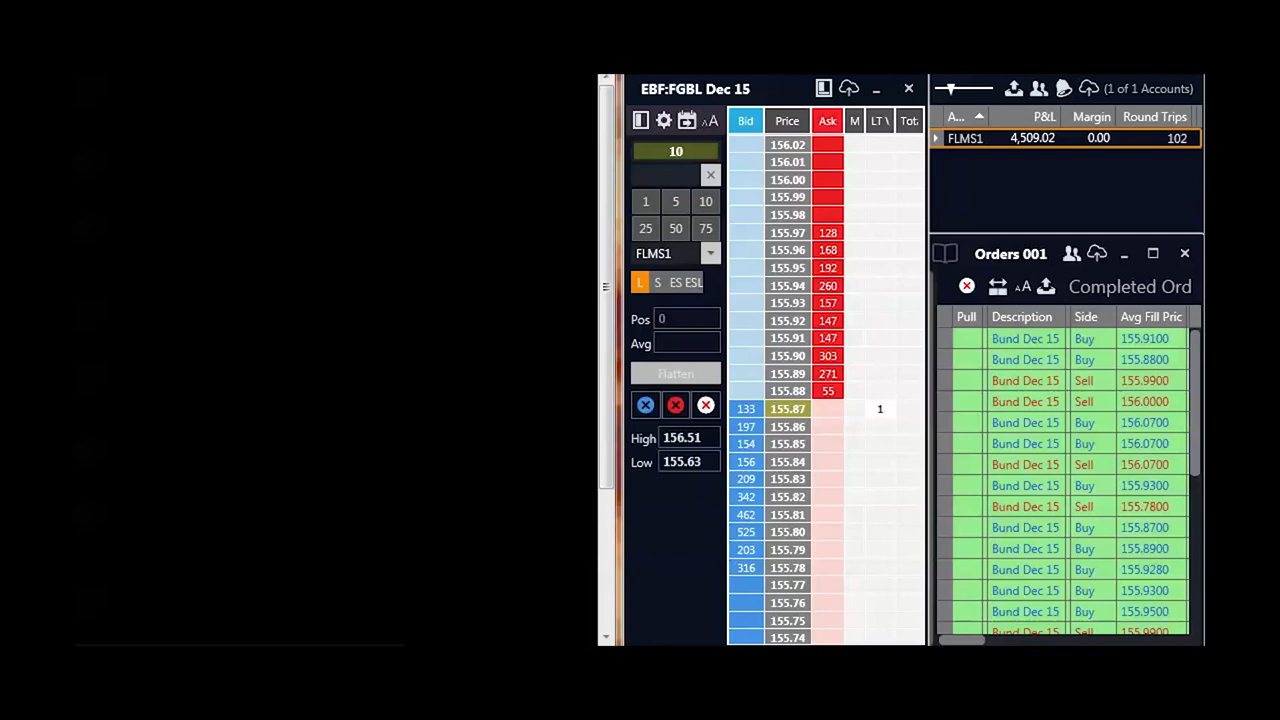 EBF:FGBL Dec 15
Bid Price Ask M LT \ Tot
10
1 5 10
25 50 75
FLMS1
L S ES ESL
Pos 0
Avg
Flatten
High 156.51
Low 155.63
156.02
156.01
156.00
155.99
155.98
155.97 128
155.96 168
155.95 192
155.94 260
155.93 157
155.92 147
155.91 147
155.90 303
155.89 271
155.88 55
133 155.87 1
197 155.86
154 155.85
156 155.84
209 155.83
342 155.82
462 155.81
525 155.80
203 155.79
316 155.78
155.77
155.76
155.75
155.74
(1 of 1 Accounts)
A... P&L Margin Round Trips
FLMS1 4,509.02 0.00 102
Orders 001
AA Completed Ord
Pull Description Side Avg Fill Pric
Bund Dec 15 Buy 155.9100
Bund Dec 15 Buy 155.8800
Bund Dec 15 Sell 155.9900
Bund Dec 15 Sell 156.0000
Bund Dec 15 Buy 156.0700
Bund Dec 15 Buy 156.0700
Bund Dec 15 Sell 156.0700
Bund Dec 15 Buy 155.9300
Bund Dec 15 Sell 155.7800
Bund Dec 15 Buy 155.8700
Bund Dec 15 Buy 155.8900
Bund Dec 15 Buy 155.9280
Bund Dec 15 Buy 155.9300
Bund Dec 15 Buy 155.9500
Bund Dec 15 Sell 155.9900